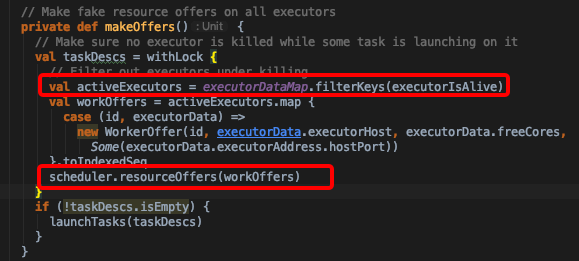 // Make fake resource offers on all executors
private def makeOffers() : Unit {
// Make sure no executor is killed while some task is launching on it
val taskDescs = withLock {
// Filter out executors under killing
val activeExecutors = executorDataMap.filterKeys(executorIsAlive)
val workOffers = activeExecutors.map {
case (id, executorData) =>
new WorkerOffer(id, executorData.executorHost, executorData.freeCores,
Some(executorData.executorAddress.hostPort))
}.toIndexedSeq
scheduler.resourceOffers(workOffers)
}
if (!taskDescs.isEmpty) {
launchTasks(taskDescs)
}
}